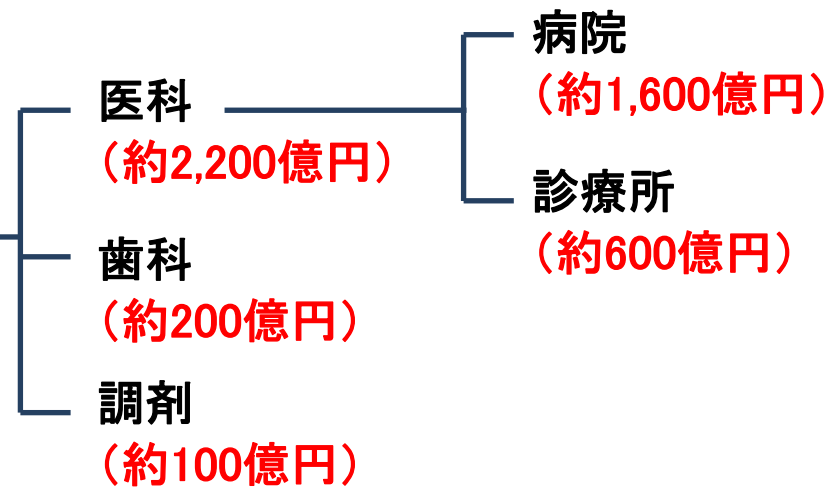 医科
（約2,200億円）
歯科
（約200億円）
調剤
（約100億円）
病院
（約1,600億円）
診療所
（約600億円）